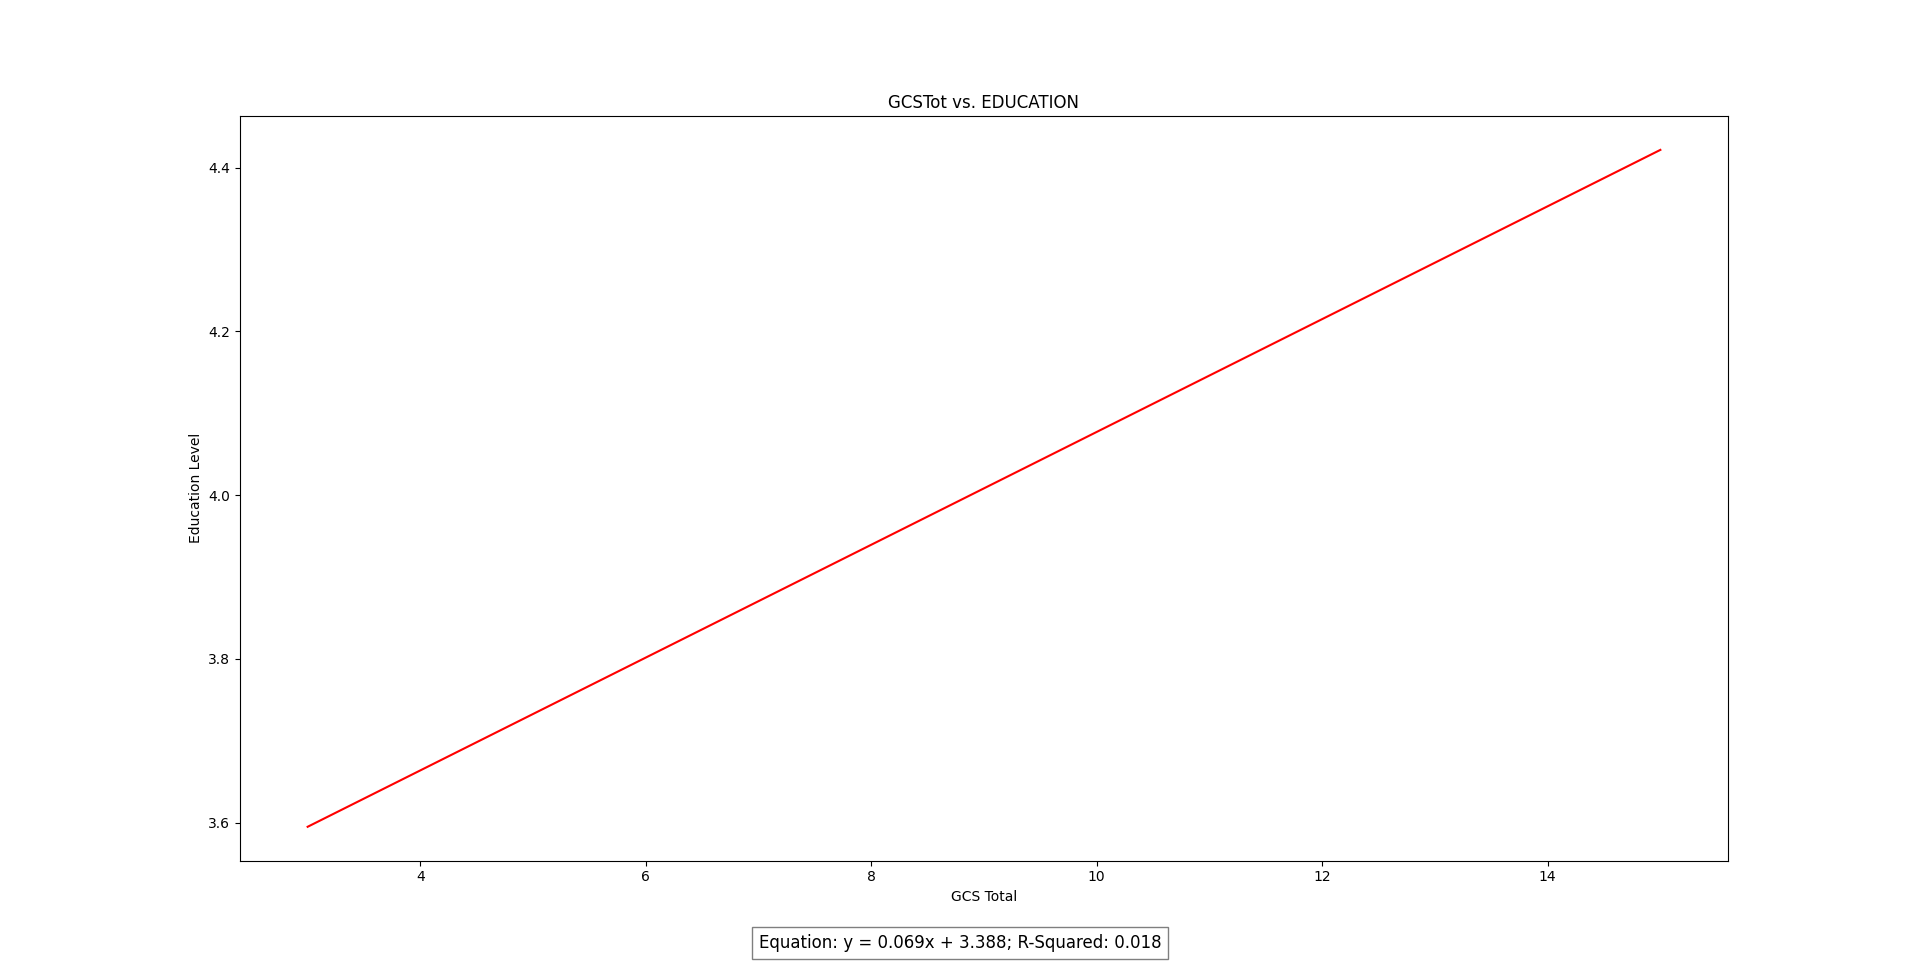 GCSTot vs. EDUCATION
4.4
4.2
4.0
3.8
3.6
Education Level
4 6 8 10 12 14
GCS Total
Equation: y = 0.069x + 3.388; R-Squared: 0.018